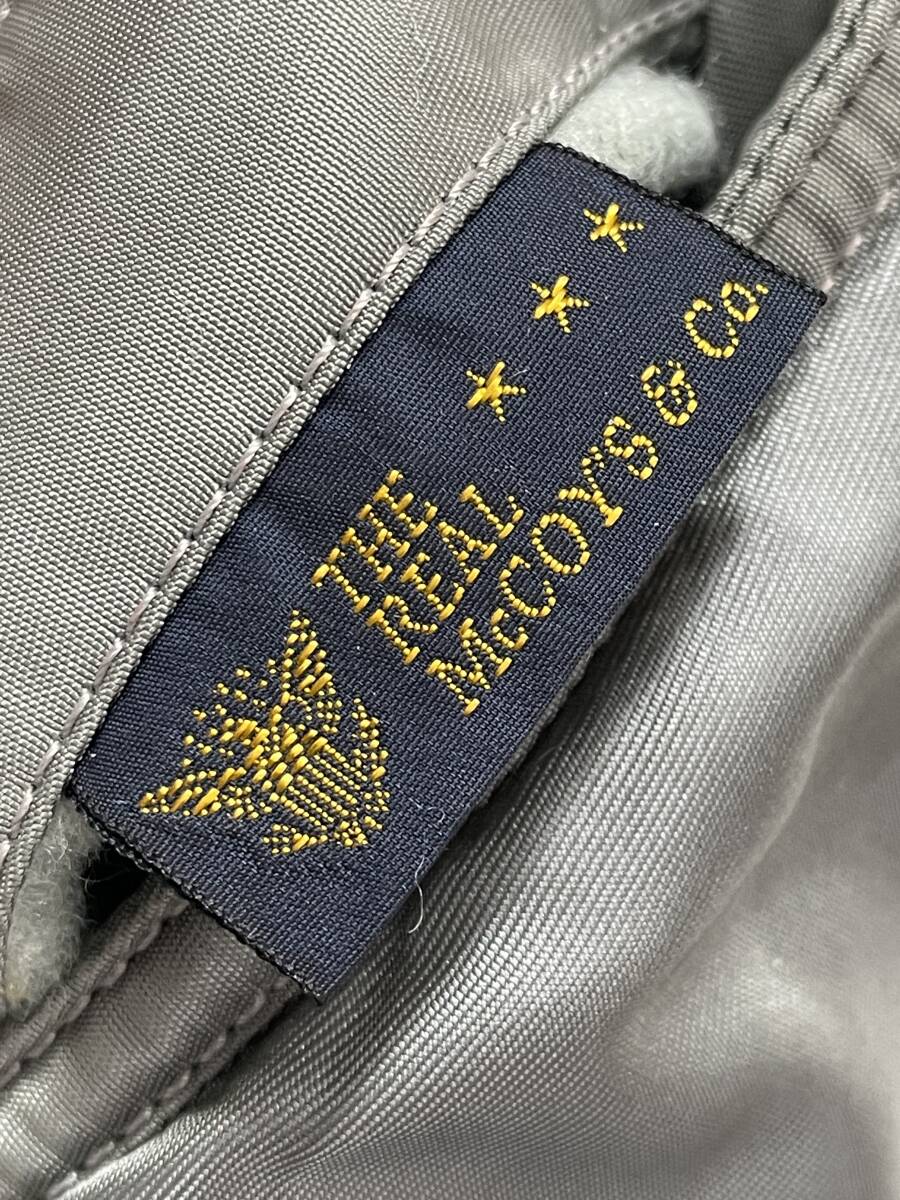 THE
REAL
McCOY'S & Co.